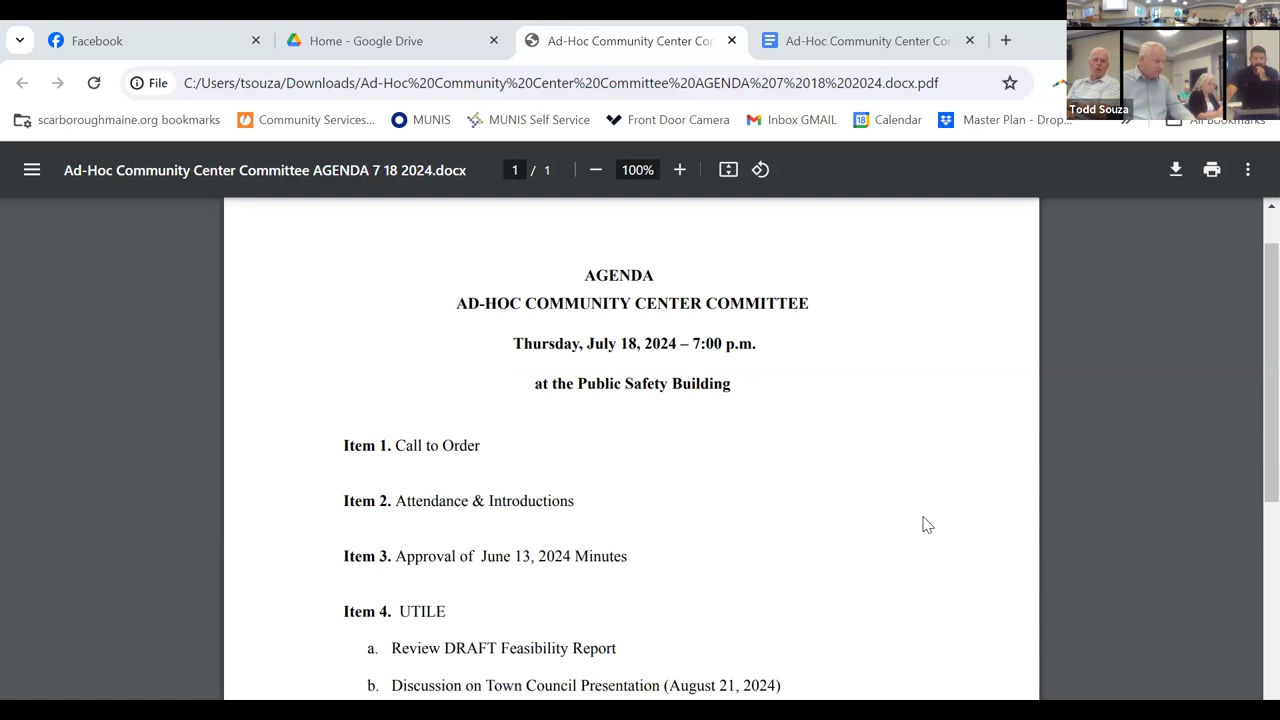 Facebook
Home - Google Drive
Ad-Hoc Community Center Cor
Ad-Hoc Community Center Co
File
C:/Users/tsouza/Downloads/Ad-Hoc%20Community%20Center%20Committee%20AGENDA%207%2018%202024.docx.pdf
Todd Souza
scarboroughmaine.org bookmarks
Community Services...
MUNIS
MUNIS Self Service
Front Door Camera
Inbox GMAIL
18
Calendar
Master Plan - Drop...
All Bookmarks
Ad-Hoc Community Center Committee AGENDA 7 18 2024.docx
1 / 1
100%
AGENDA
AD-HOC COMMUNITY CENTER COMMITTEE
Thursday, July 18, 2024 – 7:00 p.m.
at the Public Safety Building
Item 1. Call to Order
Item 2. Attendance & Introductions
Item 3. Approval of June 13, 2024 Minutes
Item 4. UTILE
a. Review DRAFT Feasibility Report
b. Discussion on Town Council Presentation (August 21, 2024)